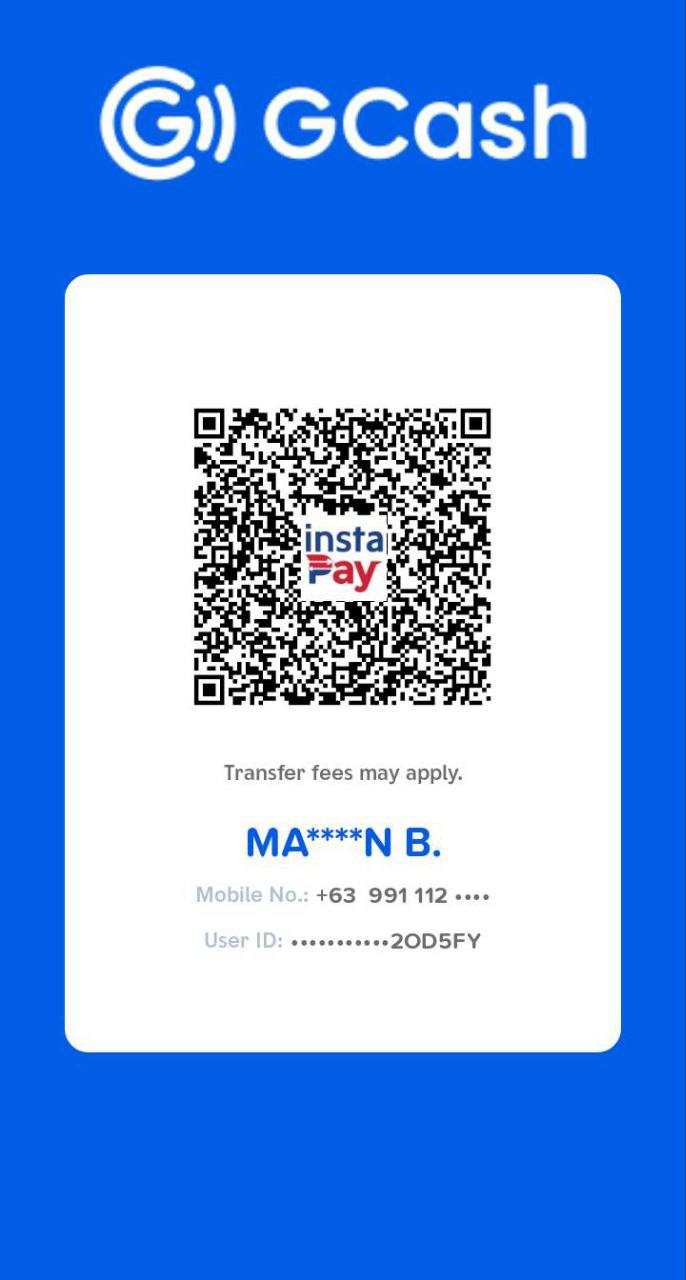 GCash
insta
Pay
Transfer fees may apply.
MA****N B.
Mobile No.: +63 991 112 ••••
User ID: •••••••••••2OD5FY